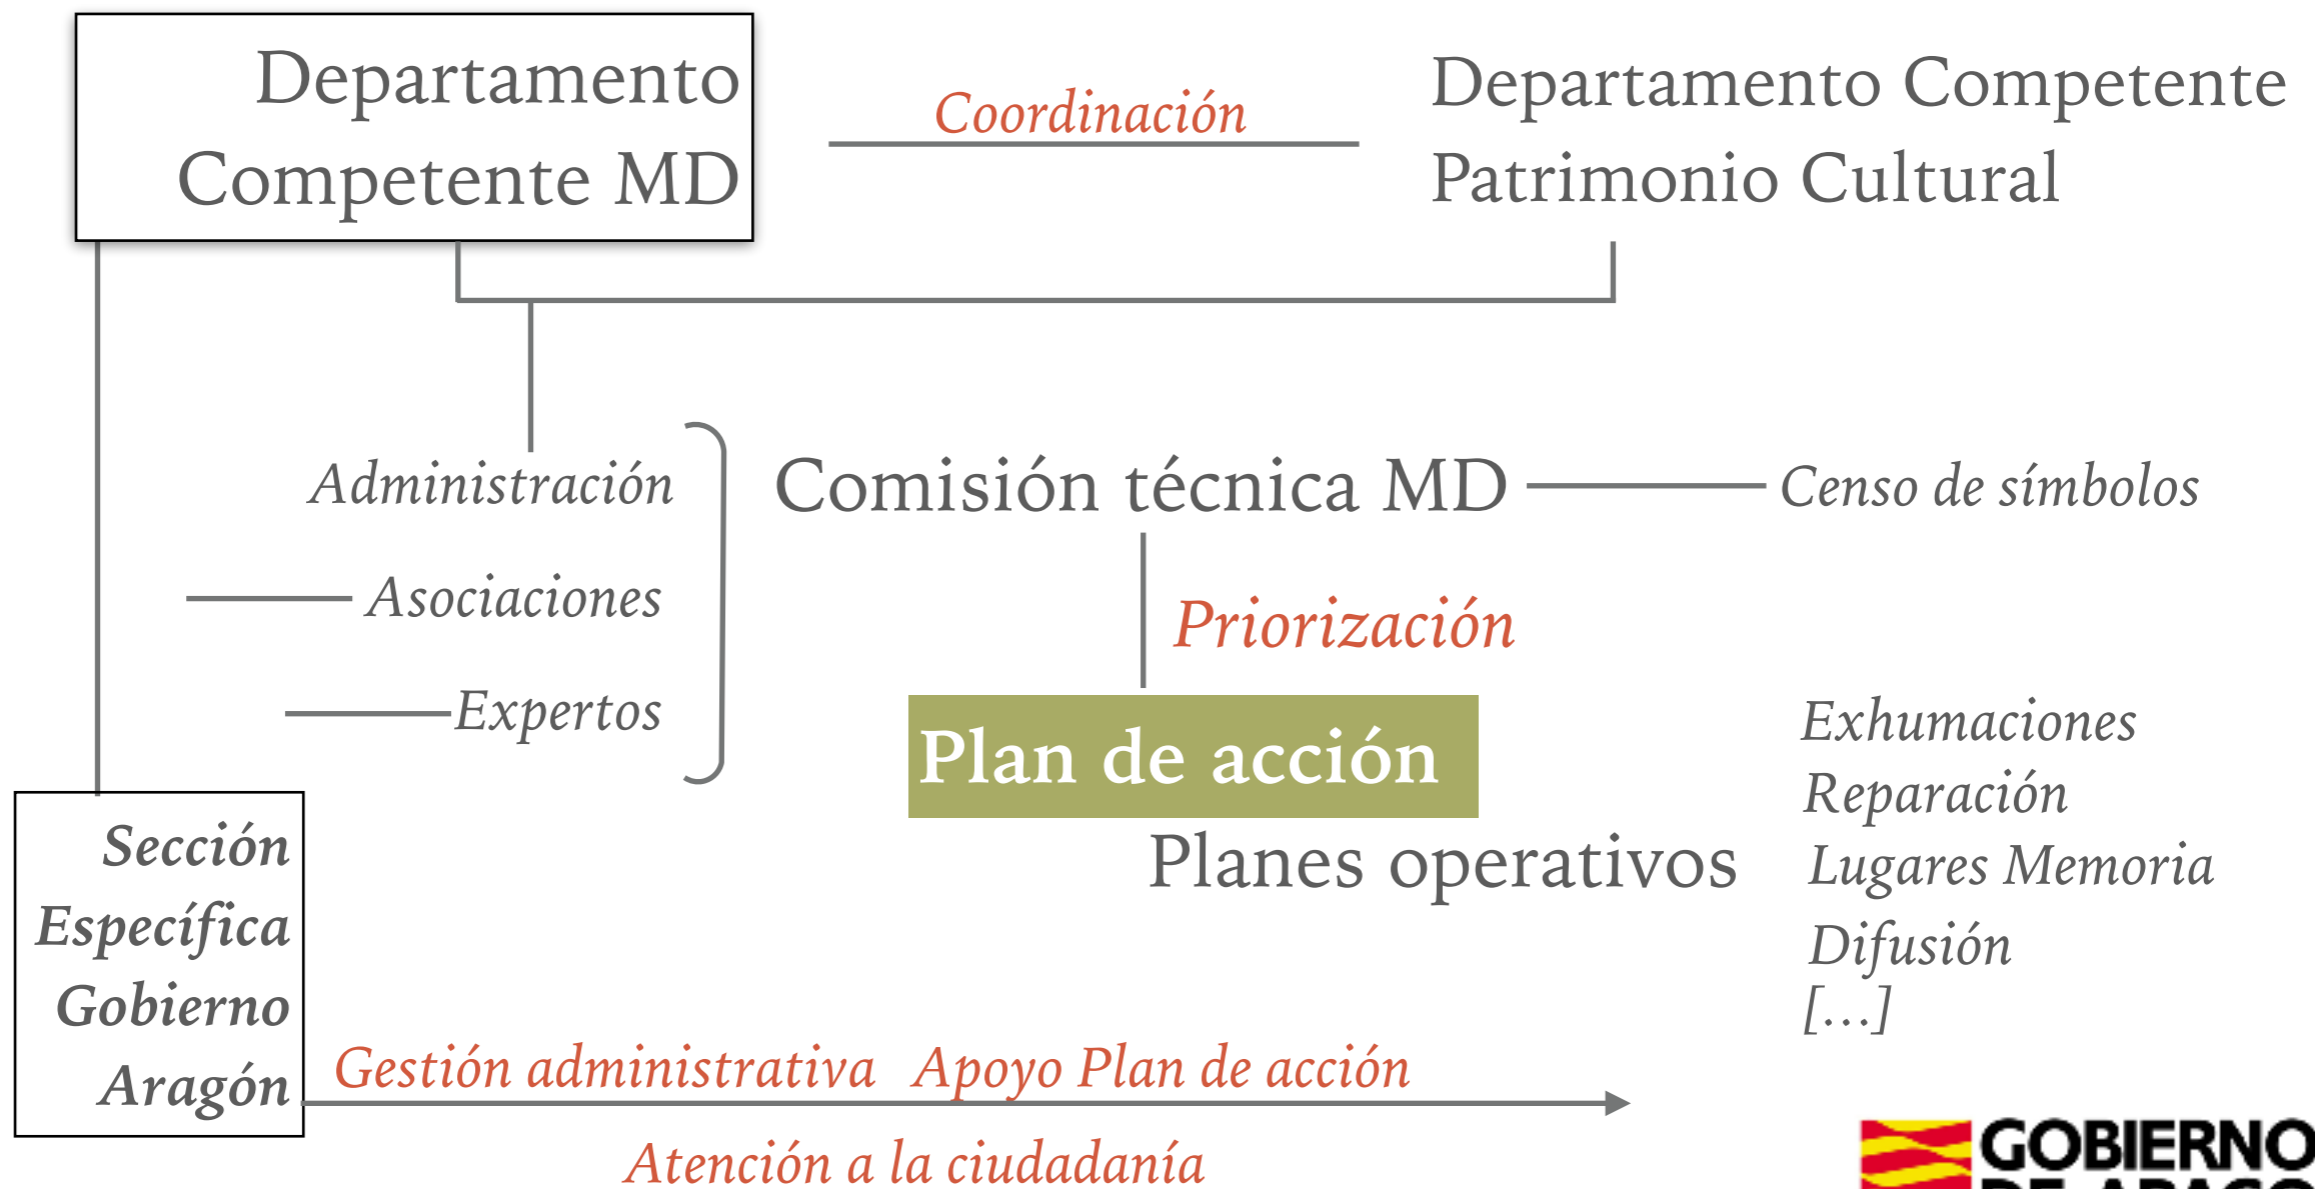 Departamento
Competente MD
Coordinación
Departamento Competente
Patrimonio Cultural
Administración
Asociaciones
Expertos
Comisión técnica MD
Censo de símbolos
Priorización
Plan de acción
Planes operativos
Exhumaciones
Reparación
Lugares Memoria
Difusión
[...]
Sección
Específica
Gobierno
Aragón
Gestión administrativa Apoyo Plan de acción
Atención a la ciudadanía
GOBIERNO